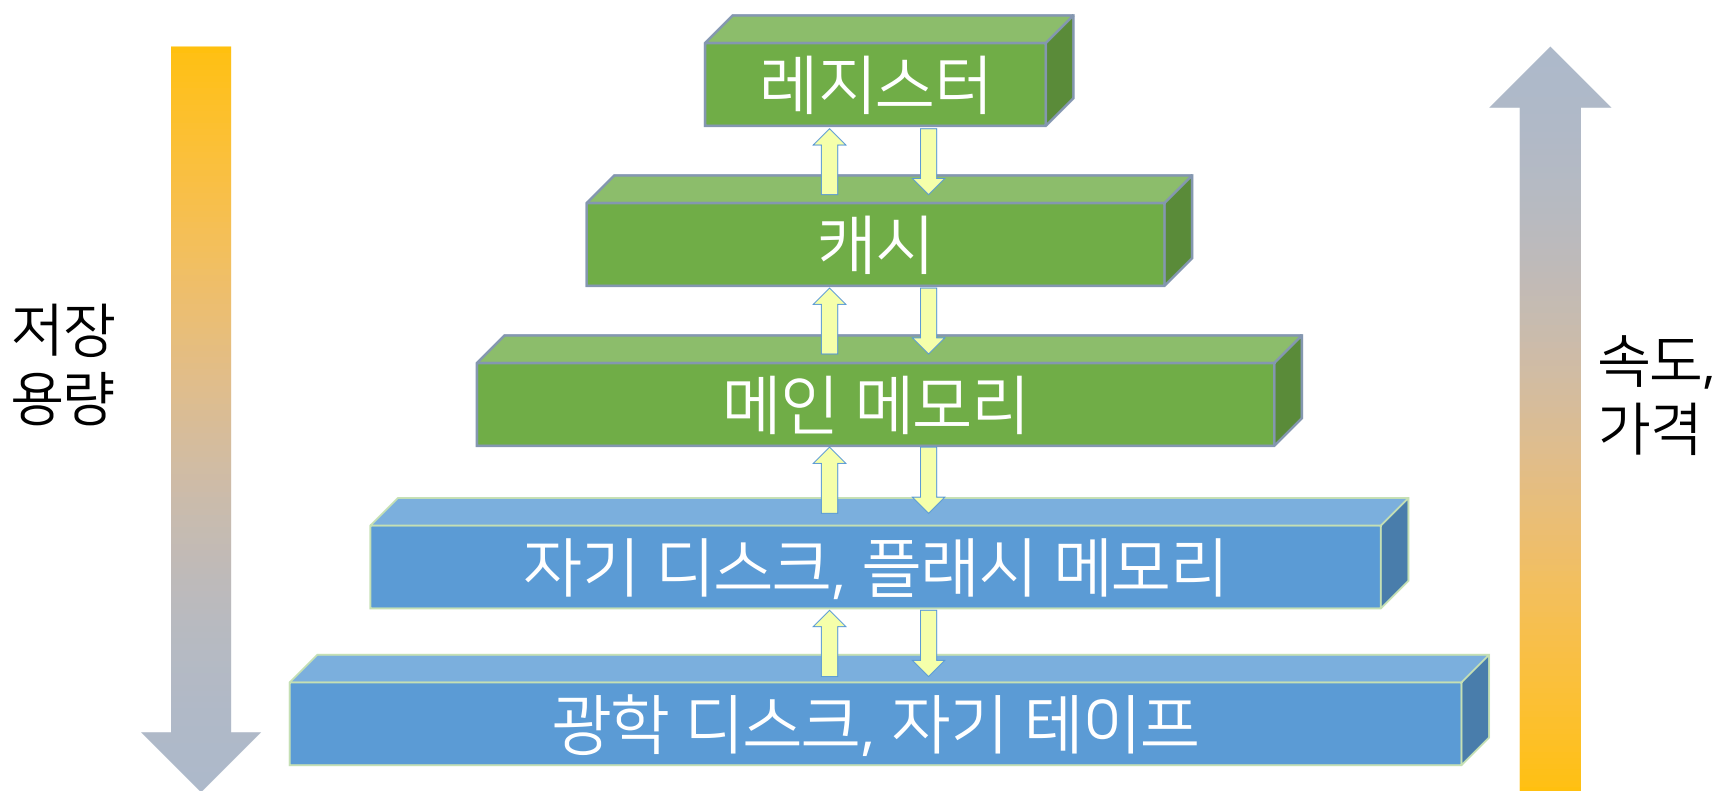 레지스터
캐시
저장
용량
메인 메모리
속도,
가격
자기 디스크, 플래시 메모리
광학 디스크, 자기 테이프